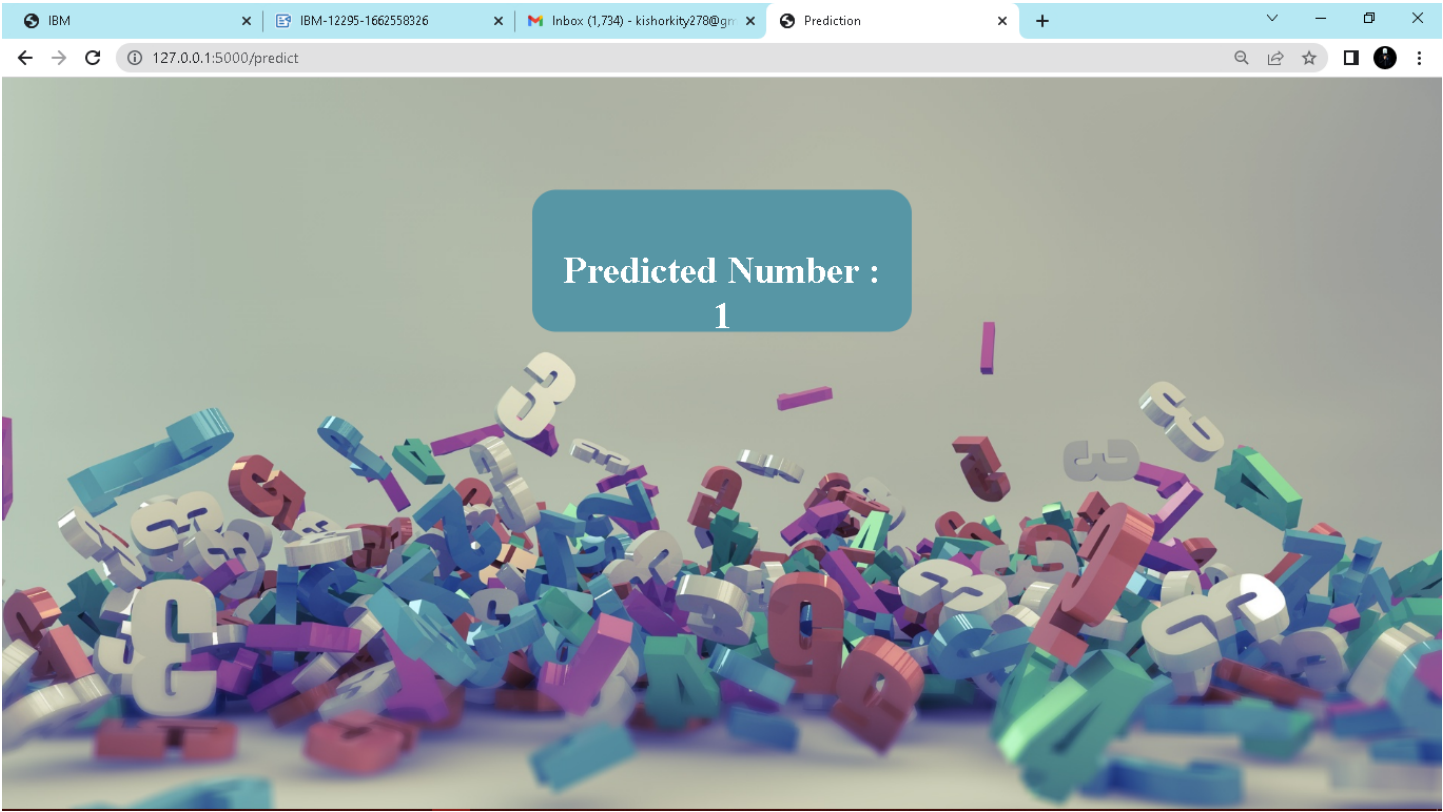 IBM
IBM-12295-1662558326
Inbox (1,734) - kishorkity278@gm
Prediction
127.0.0.1:5000/predict
Predicted Number :
1